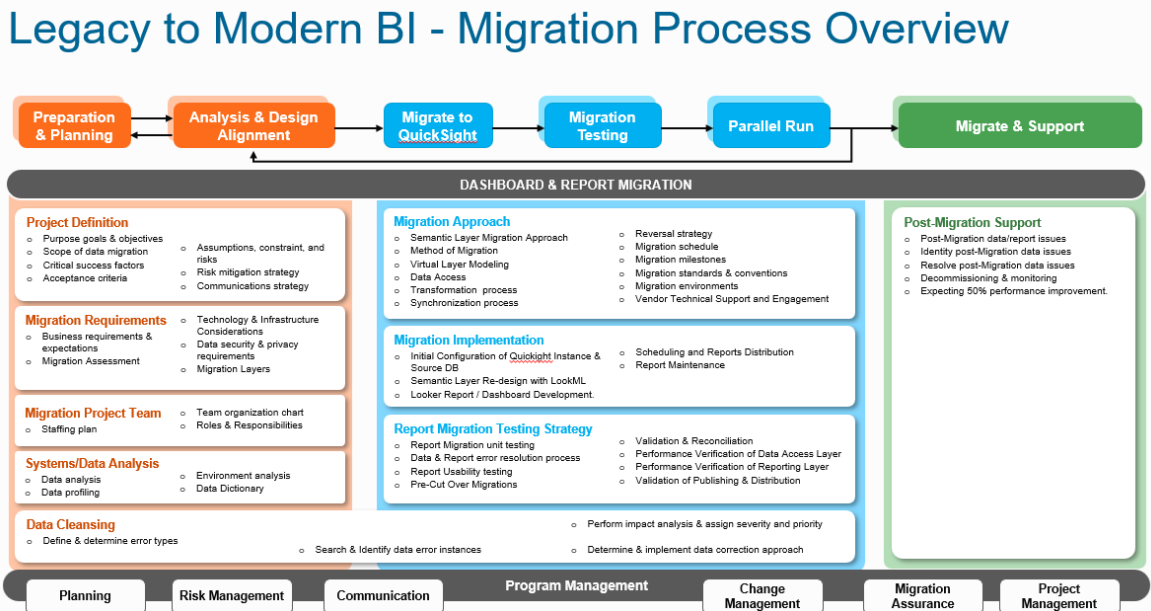 Legacy to Modern BI - Migration Process Overview
Preparation
& Planning
Analysis & Design
Alignment
Migrate to
QuickSight
Migration
Testing
Parallel Run
Migrate & Support
DASHBOARD & REPORT MIGRATION
Project Definition
Purpose goals & objectives
Scope of data migration
Critical success factors
Acceptance criteria
Assumptions, constraint, and
risks
Risk mitigation strategy
Communications strategy
Migration Requirements
Business requirements &
expectations
Migration Assessment
Technology & Infrastructure
Considerations
Data security & privacy
requirements
Migration Layers
Migration Project Team
Staffing plan
Team organization chart
Roles & Responsibilities
Systems/Data Analysis
Data analysis
Data profiling
Environment analysis
Data Dictionary
Data Cleansing
Define & determine error types
Search & Identify data error instances
Perform impact analysis & assign severity and priority
Determine & implement data correction approach
Migration Approach
Semantic Layer Migration Approach
Method of Migration
Virtual Layer Modeling
Data Access
Transformation process
Synchronization process
Reversal strategy
Migration schedule
Migration milestones
Migration standards & conventions
Migration environments
Vendor Technical Support and Engagement
Migration Implementation
Initial Configuration of Quickight Instance &
Source DB
Semantic Layer Re-design with LookML
Looker Report / Dashboard Development.
Scheduling and Reports Distribution
Report Maintenance
Report Migration Testing Strategy
Report Migration unit testing
Data & Report error resolution process
Report Usability testing
Pre-Cut Over Migrations
Validation & Reconciliation
Performance Verification of Data Access Layer
Performance Verification of Reporting Layer
Validation of Publishing & Distribution
Post-Migration Support
Post-Migration data/report issues
Identity post-Migration data issues
Resolve post-Migration data issues
Decommissioning & monitoring
Expecting 50% performance improvement.
Program Management
Planning
Risk Management
Communication
Change
Management
Migration
Assurance
Project
Management